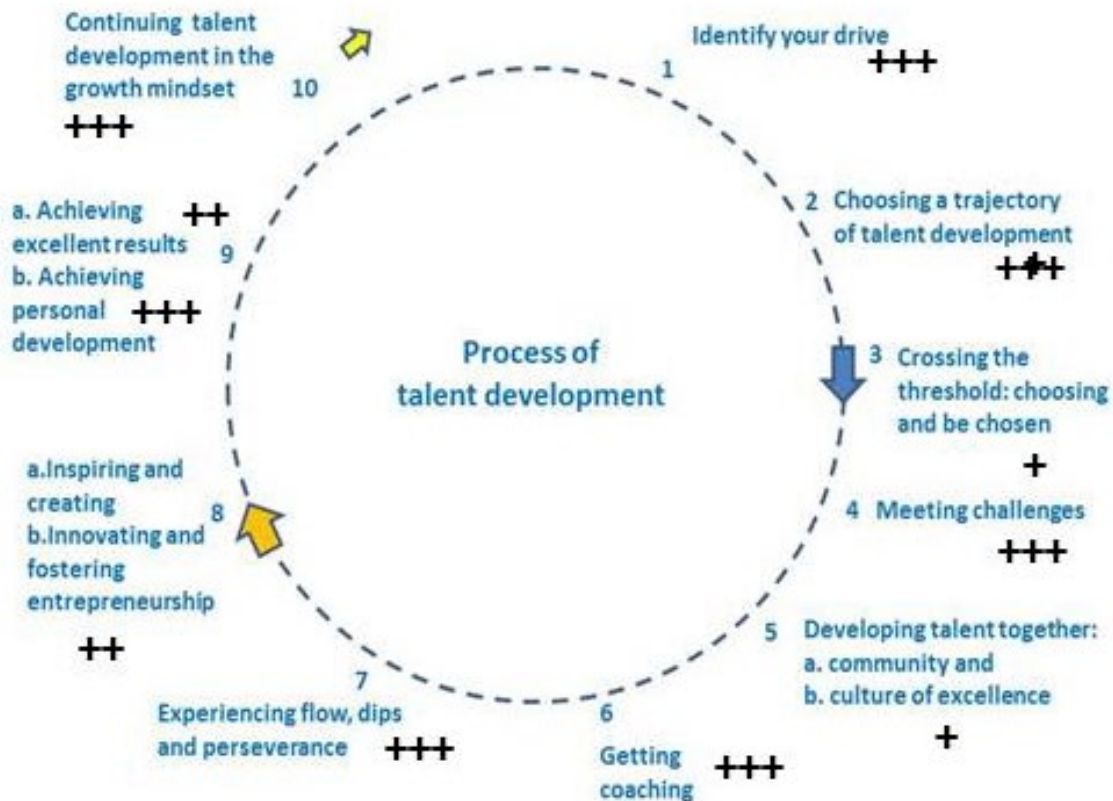 Process of
talent development
1
Identify your drive
+++
2 Choosing a trajectory
of talent development
+++
3 Crossing the
threshold: choosing
and be chosen
+
4 Meeting challenges
+++
5 Developing talent together:
a. community and
b. culture of excellence
+
6
Getting
coaching
+++
7
Experiencing flow, dips
and perseverance
+++
8
a.Inspiring and
creating
b.Innovating and
fostering
entrepreneurship
++
9
a. Achieving
++
excellent results
b. Achieving
personal
+++
development
10
Continuing talent
development in the
growth mindset
+++